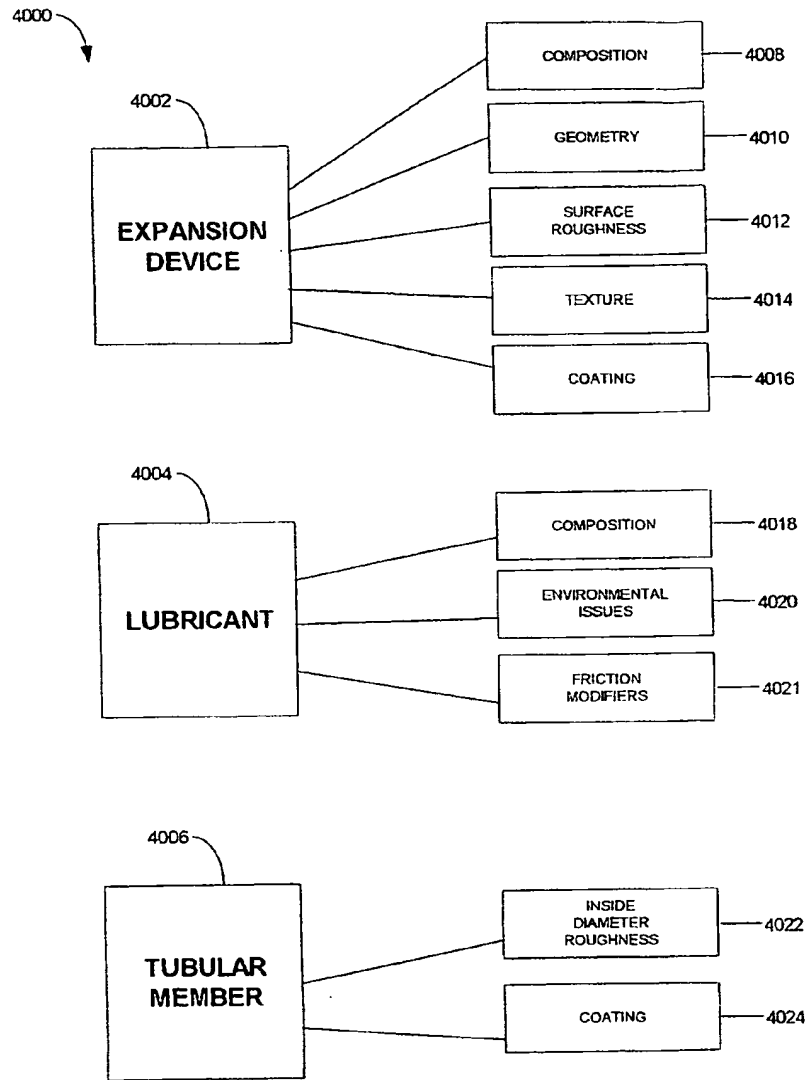 4000
4002
EXPANSION
DEVICE
COMPOSITION
4008
GEOMETRY
4010
SURFACE
ROUGHNESS
4012
TEXTURE
4014
COATING
4016
4004
LUBRICANT
COMPOSITION
4018
ENVIRONMENTAL
ISSUES
4020
FRICTION
MODIFIERS
4021
4006
TUBULAR
MEMBER
INSIDE
DIAMETER
ROUGHNESS
4022
COATING
4024